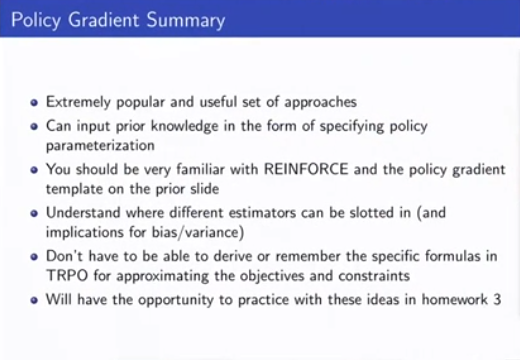 Policy Gradient Summary
Extremely popular and useful set of approaches
Can input prior knowledge in the form of specifying policy
parameterization
You should be very familiar with REINFORCE and the policy gradient
template on the prior slide
Understand where different estimators can be slotted in (and
implications for bias/variance)
Don't have to be able to derive or remember the specific formulas in
TRPO for approximating the objectives and constraints
Will have the opportunity to practice with these ideas in homework 3